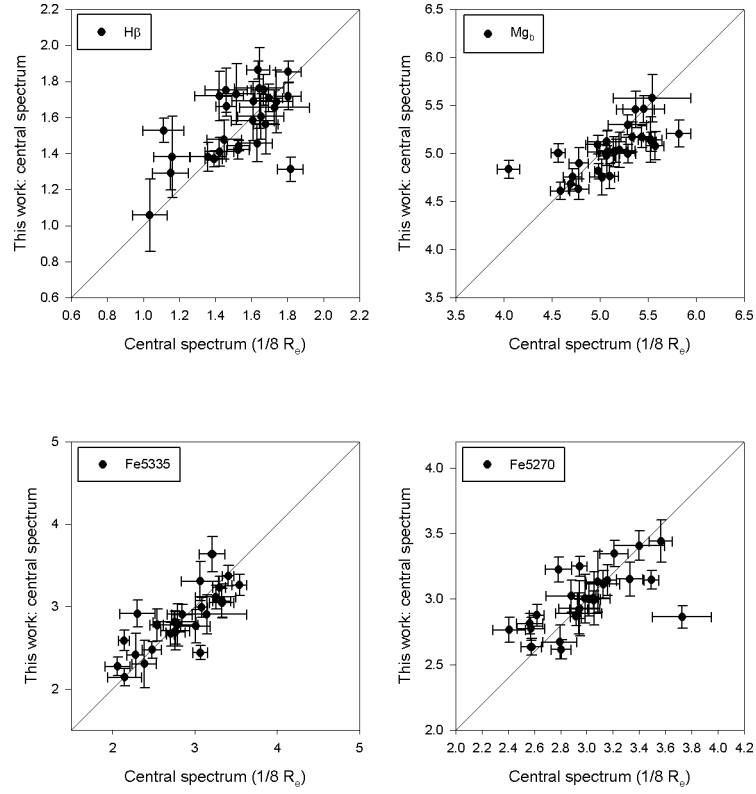 Hβ
This work: central spectrum
2.2
2.0
1.8
1.6
1.4
1.2
1.0
0.8
0.6
0.6 0.8 1.0 1.2 1.4 1.6 1.8 2.0 2.2
Central spectrum (1/8 Re)
Mgb
This work: central spectrum
6.5
6.0
5.5
5.0
4.5
4.0
3.5
3.5 4.0 4.5 5.0 5.5 6.0 6.5
Central spectrum (1/8 Re)
Fe5335
This work: central spectrum
5
4
3
2
2 3 4 5
Central spectrum (1/8 Re)
Fe5270
This work: central spectrum
4.0
3.5
3.0
2.5
2.0
2.0 2.2 2.4 2.6 2.8 3.0 3.2 3.4 3.6 3.8 4.0 4.2
Central spectrum (1/8 Re)